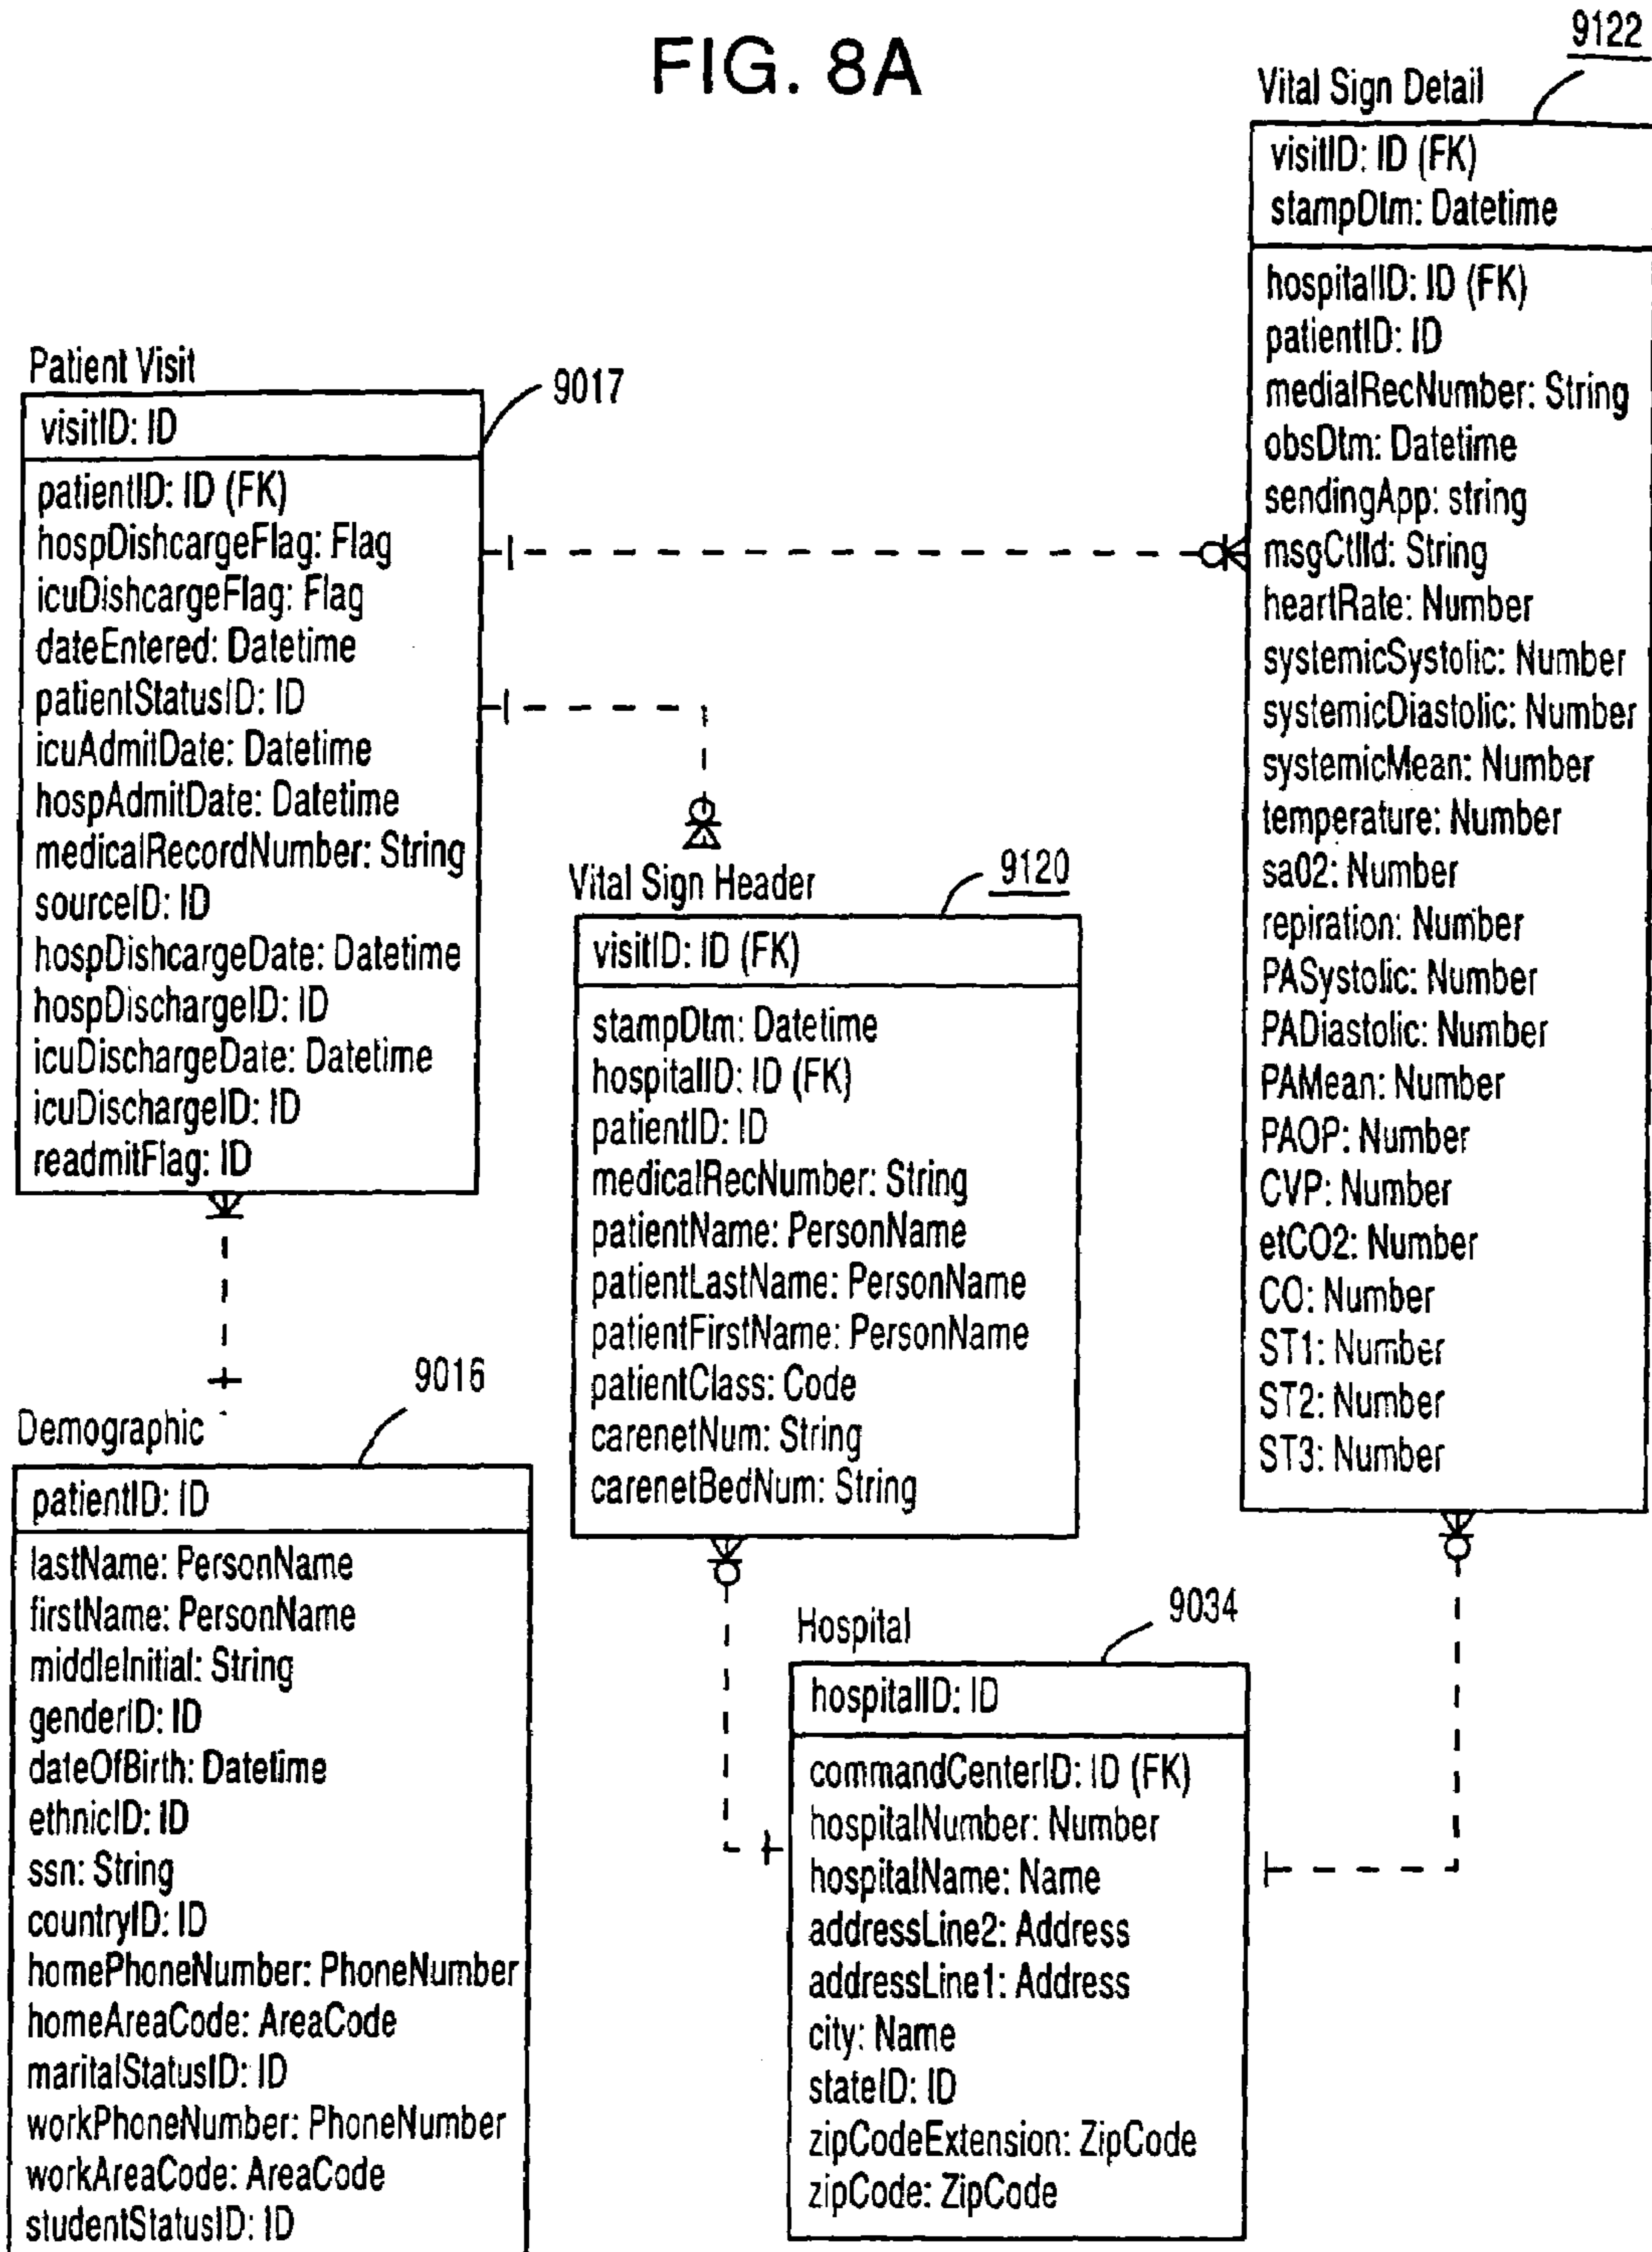 FIG. 8A
9122
Vital Sign Detail
visitID: ID (FK)
stampDtm: Datetime
hospitalID: ID (FK)
patientID: ID
medialRecNumber: String
obsDtm: Datetime
sendingApp: string
msgCtlId: String
heartRate: Number
systemicSystolic: Number
systemicDiastolic: Number
systemicMean: Number
temperature: Number
sa02: Number
repiration: Number
PASystolic: Number
PADiastolic: Number
PAMean: Number
PAOP: Number
CVP: Number
etCO2: Number
CO: Number
ST1: Number
ST2: Number
ST3: Number
Patient Visit
9017
visitID: ID
patientID: ID (FK)
hospDishcargeFlag: Flag
icuDishcargeFlag: Flag
dateEntered: Datetime
patientStatusID: ID
icuAdmitDate: Datetime
hospAdmitDate: Datetime
medicalRecordNumber: String
sourceID: ID
hospDishcargeDate: Datetime
hospDischargeID: ID
icuDischargeDate: Datetime
icuDischargeID: ID
readmitFlag: ID
Vital Sign Header
9120
visitID: ID (FK)
stampDtm: Datetime
hospitalID: ID (FK)
patientID: ID
medicalRecNumber: String
patientName: PersonName
patientLastName: PersonName
patientFirstName: PersonName
patientClass: Code
carenetNum: String
carenetBedNum: String
Demographic
9016
patientID: ID
lastName: PersonName
firstName: PersonName
middleInitial: String
genderID: ID
dateOfBirth: Datetime
ethnicID: ID
ssn: String
countryID: ID
homePhoneNumber: PhoneNumber
homeAreaCode: AreaCode
maritalStatusID: ID
workPhoneNumber: PhoneNumber
workAreaCode: AreaCode
studentStatusID: ID
Hospital
9034
hospitalID: ID
commandCenterID: ID (FK)
hospitalNumber: Number
hospitalName: Name
addressLine2: Address
addressLine1: Address
city: Name
stateID: ID
zipCodeExtension: ZipCode
zipCode: ZipCode